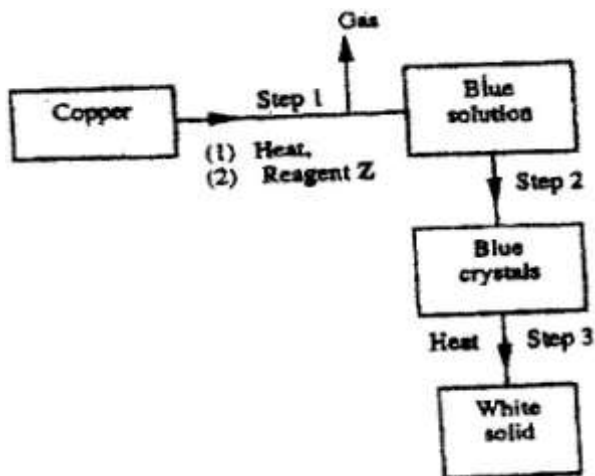 Gas
Copper
Step 1
Blue
solution
(1) Heat,
(2) Reagent Z
Step 2
Blue
crystals
Heat Step 3
White
solid